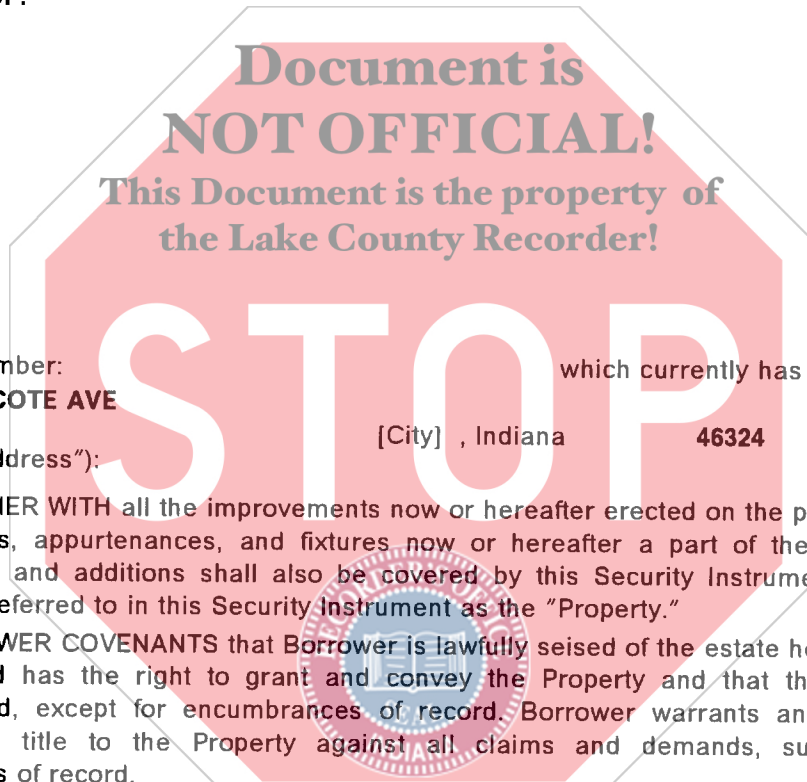 Document is
NOT OFFICIAL!
This Document is the property of
the Lake County Recorder!
STOP
mber: which currently has
COTE AVE
[City] , Indiana 46324
ddress"):
IER WITH all the improvements now or hereafter erected on the p
s, appurtenances, and fixtures now or hereafter a part of the
and additions shall also be covered by this Security Instrume
eferred to in this Security Instrument as the "Property."
WER COVENANTS that Borrower is lawfully seised of the estate he
d has the right to grant and convey the Property and that th
d, except for encumbrances of record. Borrower warrants an
title to the Property against all claims and demands, su
s of record.
RECORDER'S OFFICE
INDIANA